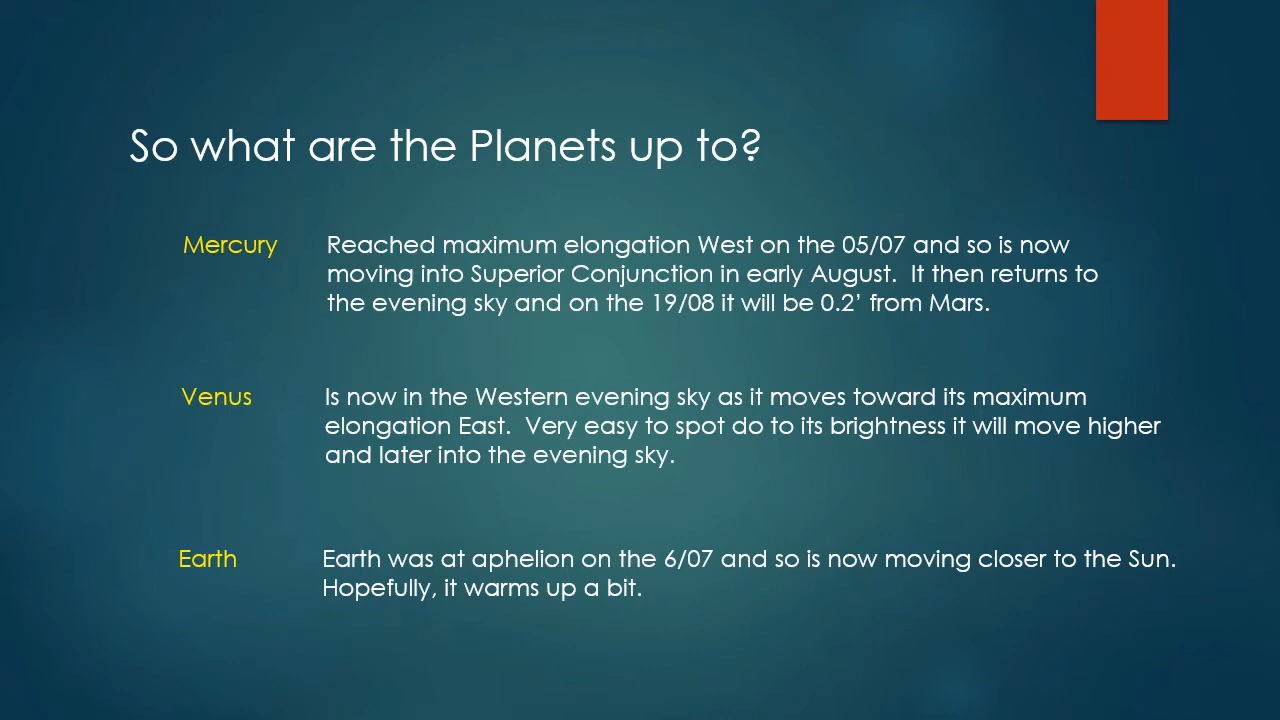 So what are the Planets up to?
Mercury
Reached maximum elongation West on the 05/07 and so is now
moving into Superior Conjunction in early August.  It then returns to
the evening sky and on the 19/08 it will be 0.2’ from Mars.
Venus
Is now in the Western evening sky as it moves toward its maximum
elongation East.  Very easy to spot do to its brightness it will move higher
and later into the evening sky.
Earth
Earth was at aphelion on the 6/07 and so is now moving closer to the Sun.
Hopefully, it warms up a bit.